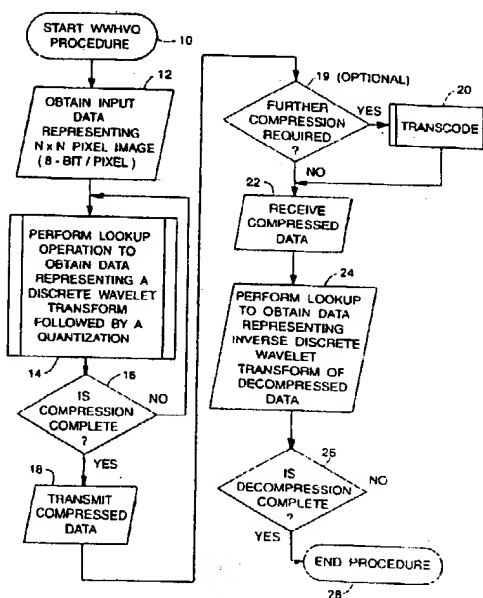 START WWHVQ
PROCEDURE
10
12
OBTAIN INPUT
DATA
REPRESENTING
N x N PIXEL IMAGE
( 8 - BIT / PIXEL )
PERFORM LOOKUP
OPERATION TO
OBTAIN DATA
REPRESENTING A
DISCRETE WAVELET
TRANSFORM
FOLLOWED BY A
QUANTIZATION
14
16
IS
COMPRESSION
COMPLETE
?
NO
YES
18
TRANSMIT
COMPRESSED
DATA
19 (OPTIONAL)
FURTHER
COMPRESSION
REQUIRED
?
YES
NO
20
TRANSCODE
22
RECEIVE
COMPRESSED
DATA
24
PERFORM LOOKUP
TO OBTAIN DATA
REPRESENTING
INVERSE DISCRETE
WAVELET
TRANSFORM OF
DECOMPRESSED
DATA
26
IS
DECOMPRESSION
COMPLETE
?
NO
YES
END PROCEDURE
28